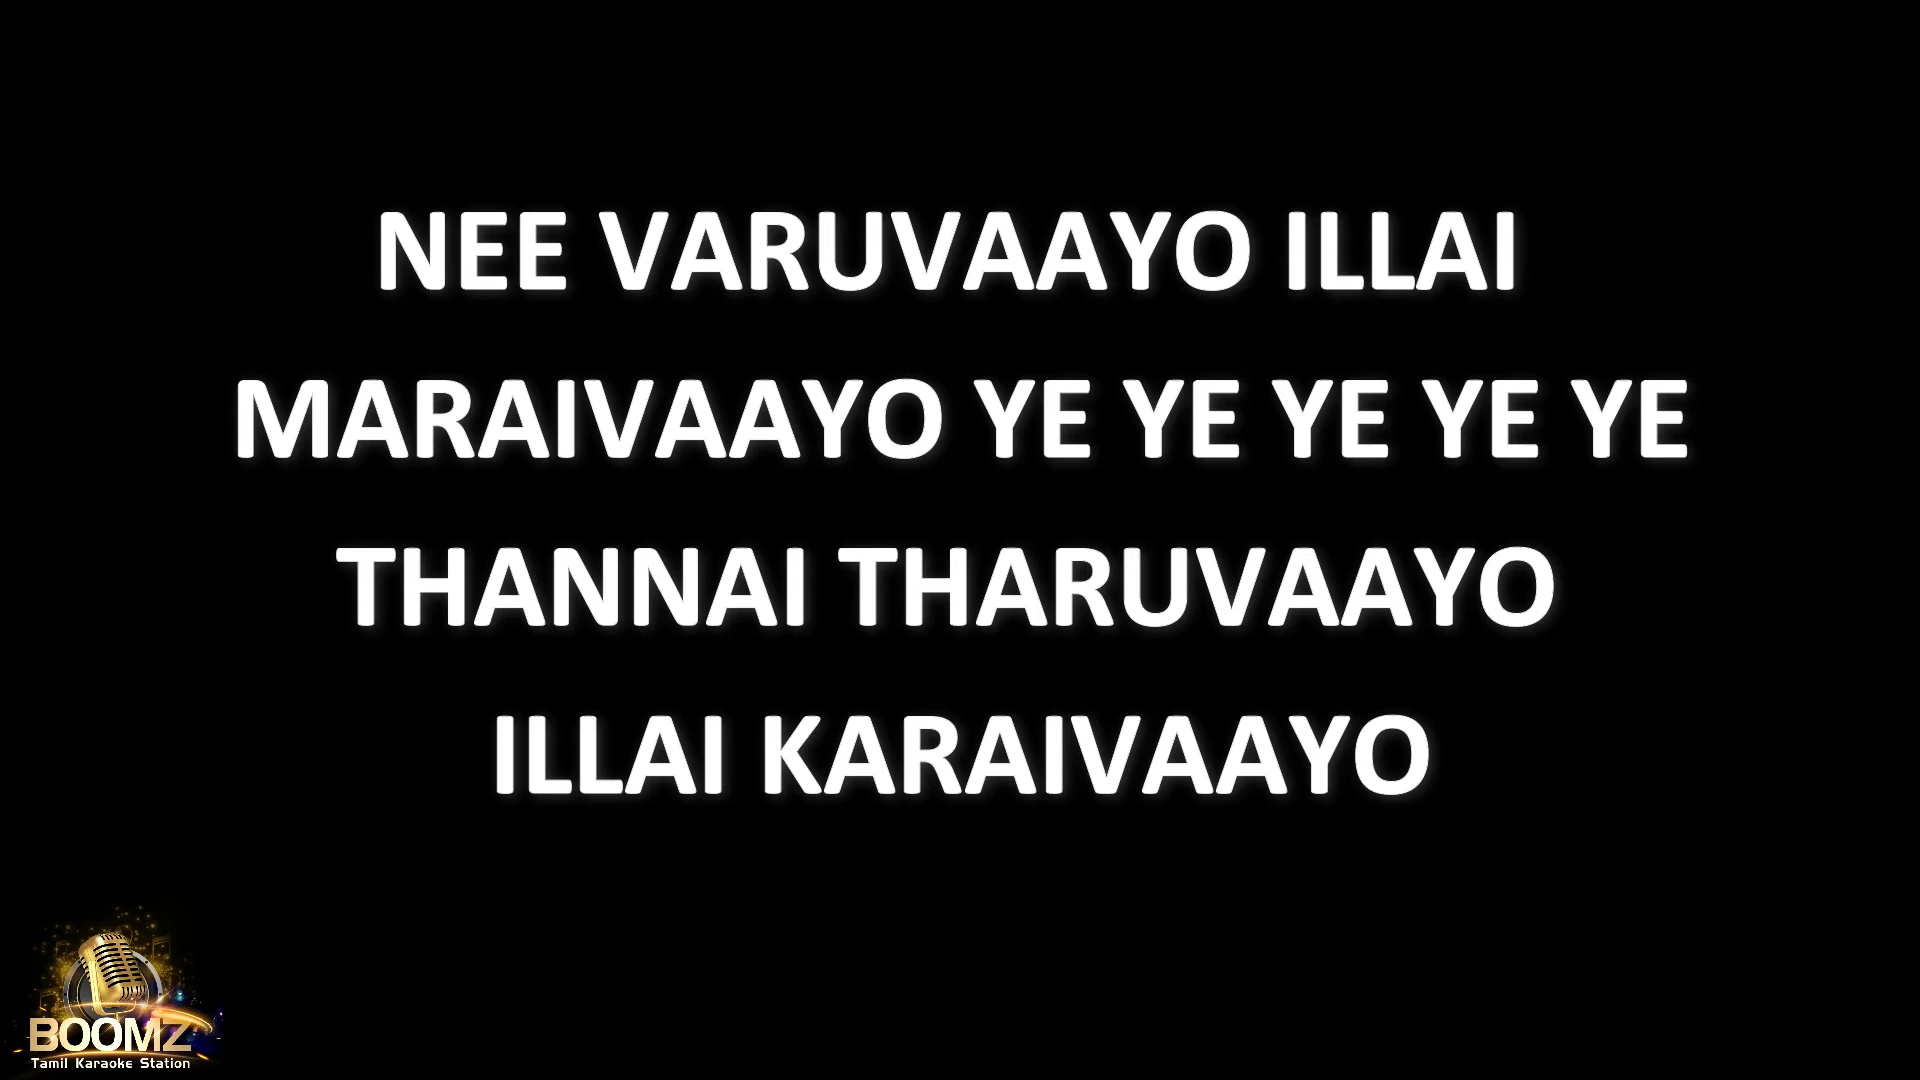 NEE VARUVAAYO ILLAI
MARAIVAAYO YE YE YE YE YE
THANNAI THARUVAAYO
ILLAI KARAIVAAYO
BOOMZ
Tamil Karaoke Station